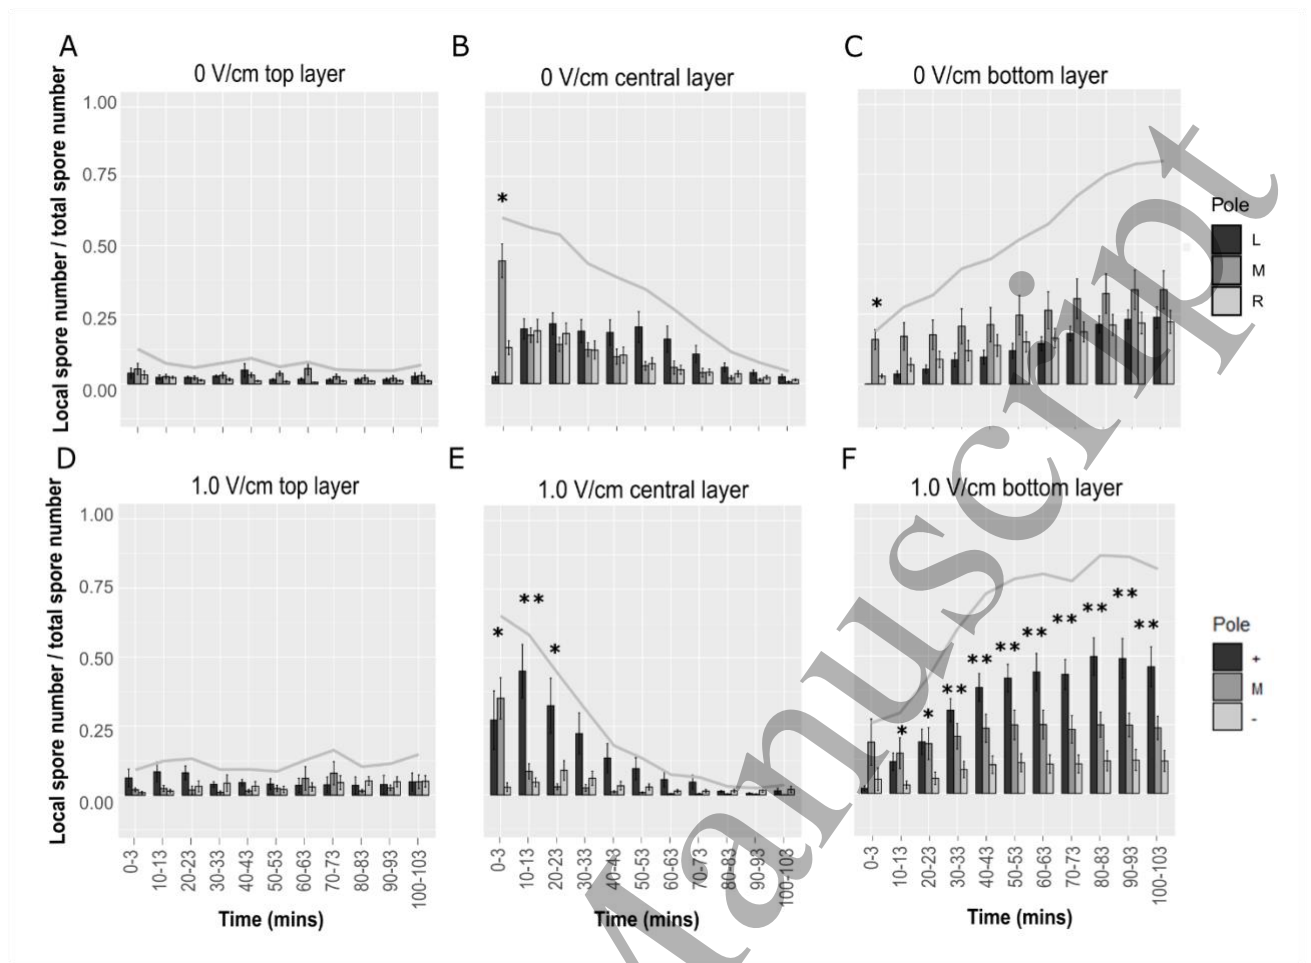 A
B
C
0 V/cm top layer
0 V/cm central layer
0 V/cm bottom layer
Local spore number / total spore number
1.00
0.75
0.50
0.25
0.00
*
*
Pole
L
M
R
D
E
F
1.0 V/cm top layer
1.0 V/cm central layer
1.0 V/cm bottom layer
Local spore number / total spore number
1.00
0.75
0.50
0.25
0.00
*
**
*
*
*
**
**
**
**
**
**
**
**
Pole
+
M
-
0-3
10-13
20-23
30-33
40-43
50-53
60-63
70-73
80-83
90-93
100-103
0-3
10-13
20-23
30-33
40-43
50-53
60-63
70-73
80-83
90-93
100-103
0-3
10-13
20-23
30-33
40-43
50-53
60-63
70-73
80-83
90-93
100-103
Time (mins)
Time (mins)
Time (mins)
Manuscript